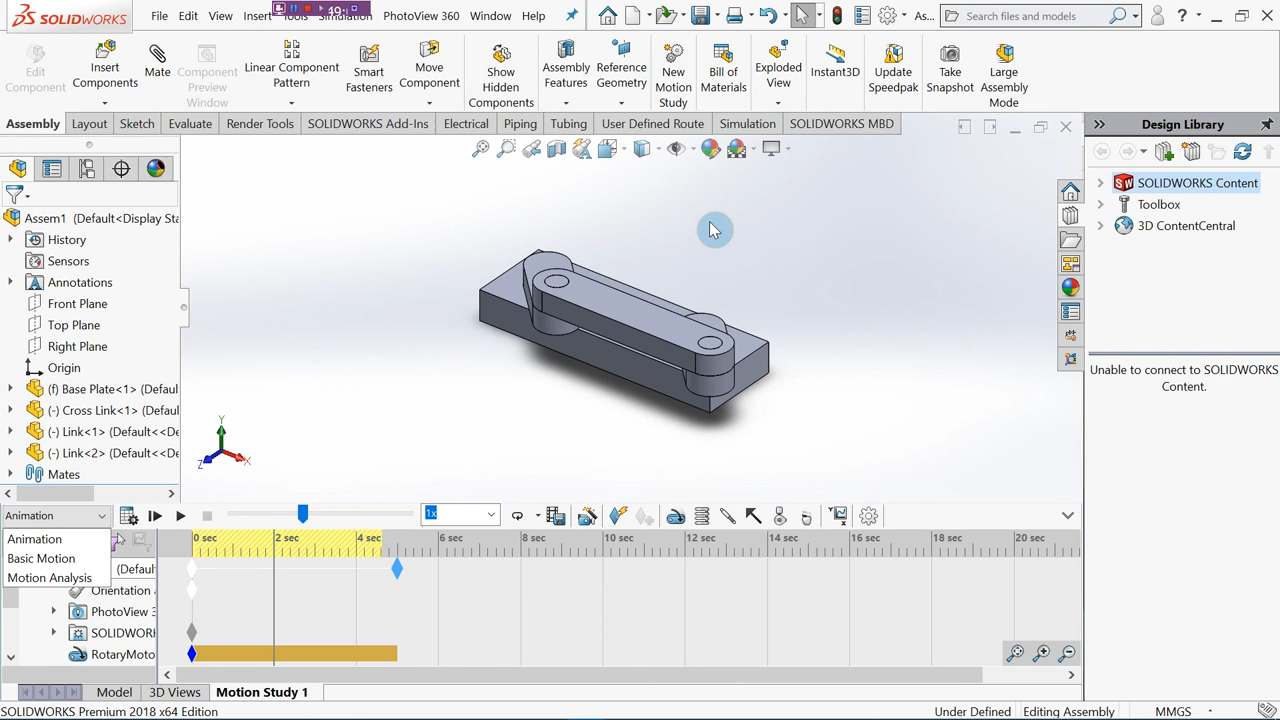 SOLIDWORKS File Edit View Insert Simulation PhotoView 360 Window Help As... Search files and models ?
Edit Component
Insert Components
Mate
Component Preview Window
Linear Component Pattern
Smart Fasteners
Move Component
Show Hidden Components
Assembly Features
Reference Geometry
New Motion Study
Bill of Materials
Exploded View
Instant3D
Update Speedpak
Take Snapshot
Large Assembly Mode
Assembly Layout Sketch Evaluate Render Tools SOLIDWORKS Add-Ins Electrical Piping Tubing User Defined Route Simulation SOLIDWORKS MBD
Design Library
SOLIDWORKS Content
Toolbox
3D ContentCentral
Unable to connect to SOLIDWORKS
Content.
Assem1 (Default<Display Sta
History
Sensors
Annotations
Front Plane
Top Plane
Right Plane
Origin
(f) Base Plate<1> (Defau
(-) Cross Link<1> (Defau
(-) Link<1> (Default<<De
(-) Link<2> (Default<<De
Mates
Y
Z
X
Animation 1x
Animation
Basic Motion
Motion Analysis
0 sec 2 sec 4 sec 6 sec 8 sec 10 sec 12 sec 14 sec 16 sec 18 sec 20 sec
(Defaul
Orientation
PhotoView 3
SOLIDWOR
RotaryMoto
Model 3D Views Motion Study 1
SOLIDWORKS Premium 2018 x64 Edition Under Defined Editing Assembly MMGS